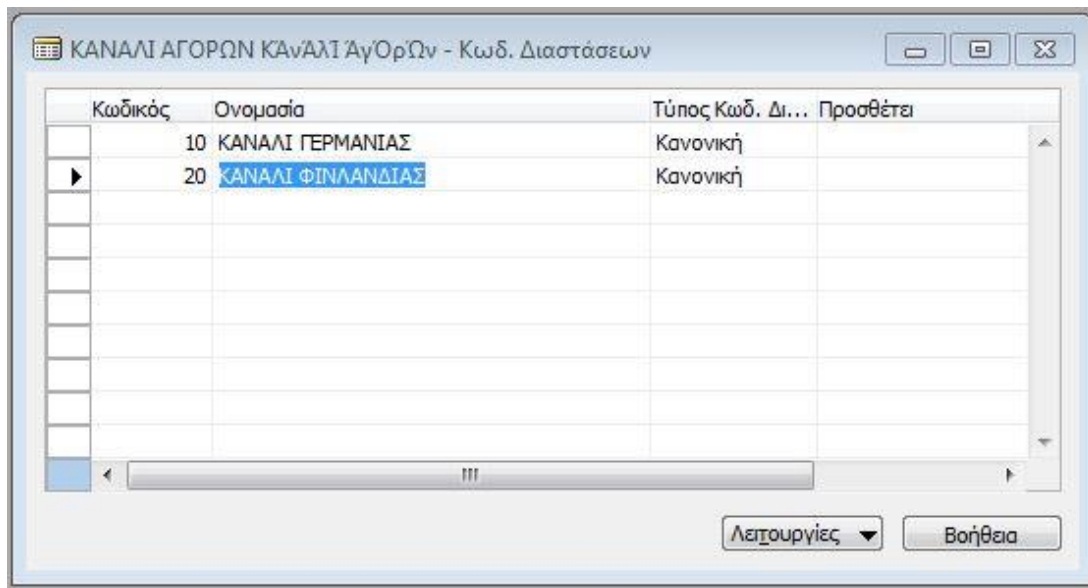 ΚΑΝΑΛΙ ΑΓΟΡΩΝ ΚΆνΆλΊ ΆγΌρΏν - Κωδ. Διαστάσεων
Κωδικός Ονομασία Τύπος Κωδ. Δι... Προσθέτει
10 ΚΑΝΑΛΙ ΓΕΡΜΑΝΙΑΣ Κανονική
20 ΚΑΝΑΛΙ ΦΙΝΛΑΝΔΙΑΣ Κανονική
Λειτουργίες Βοήθεια